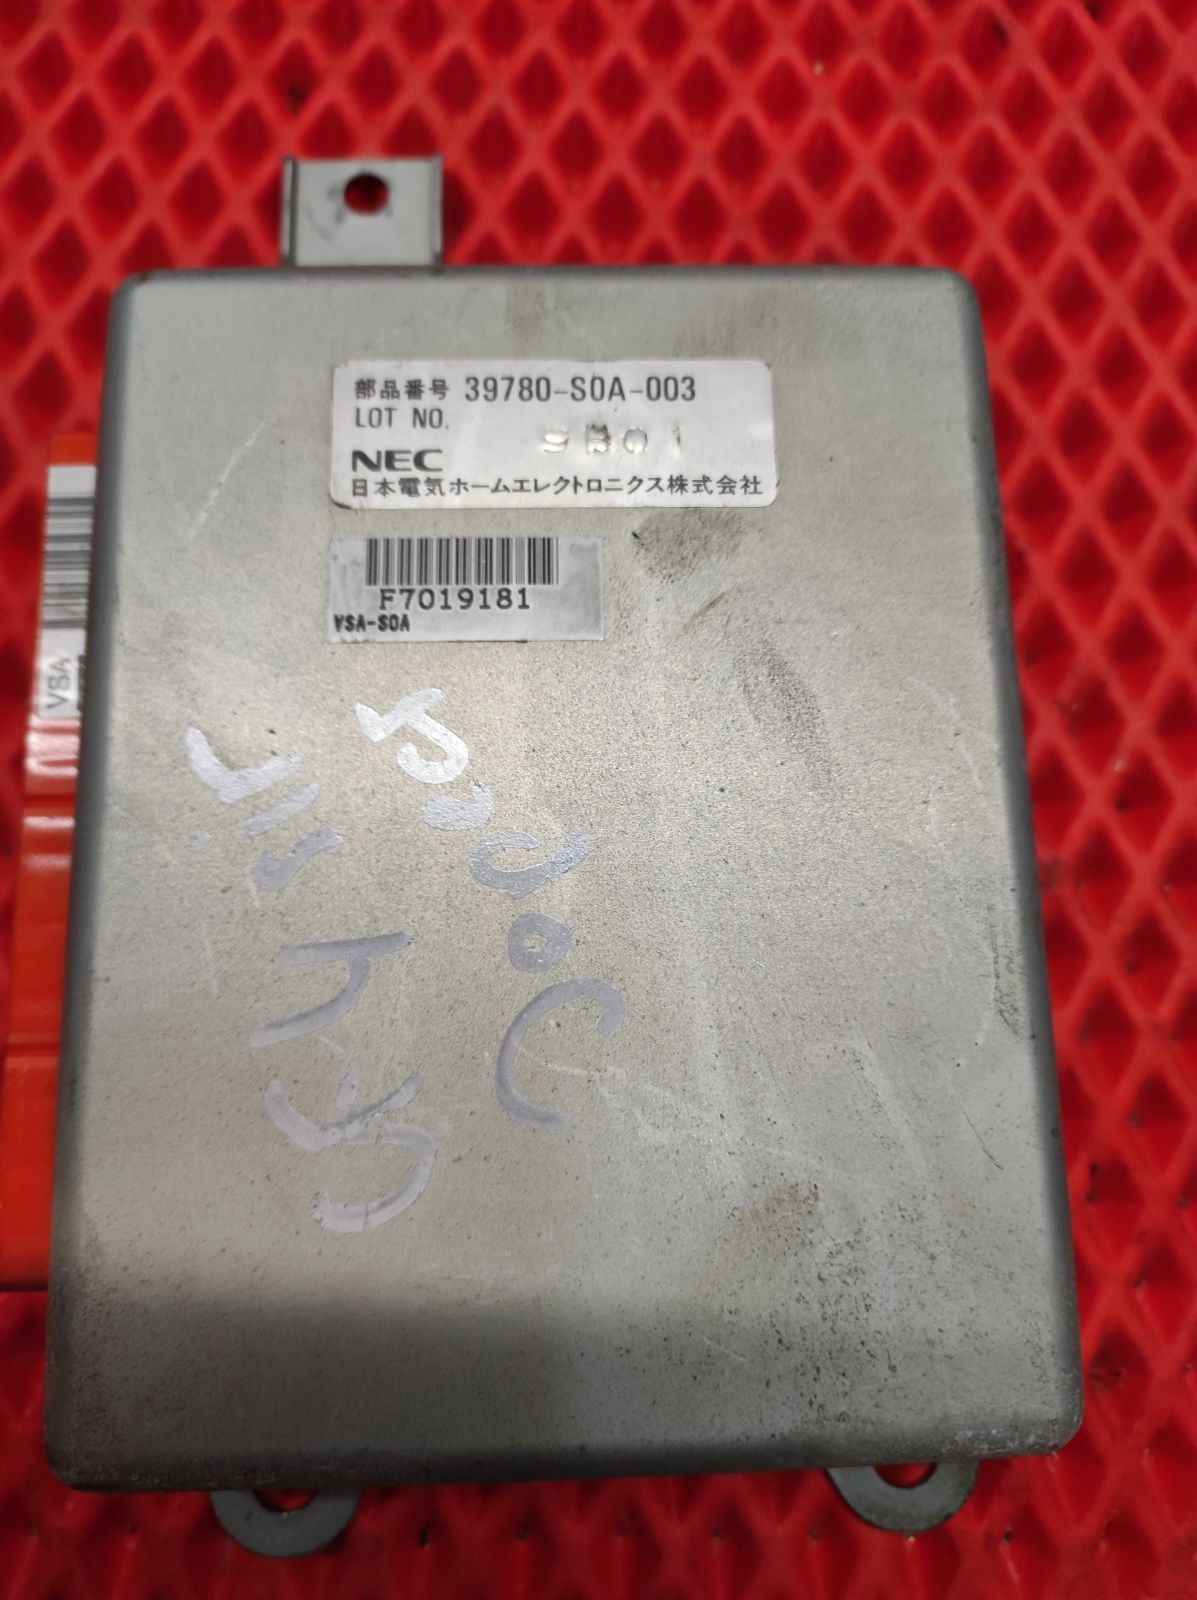 部品番号 39780-S0A-003
LOT NO. 9B01
NEC
日本電気ホームエレクトロニクス株式会社
F7019181
VSA-S0A
VSA